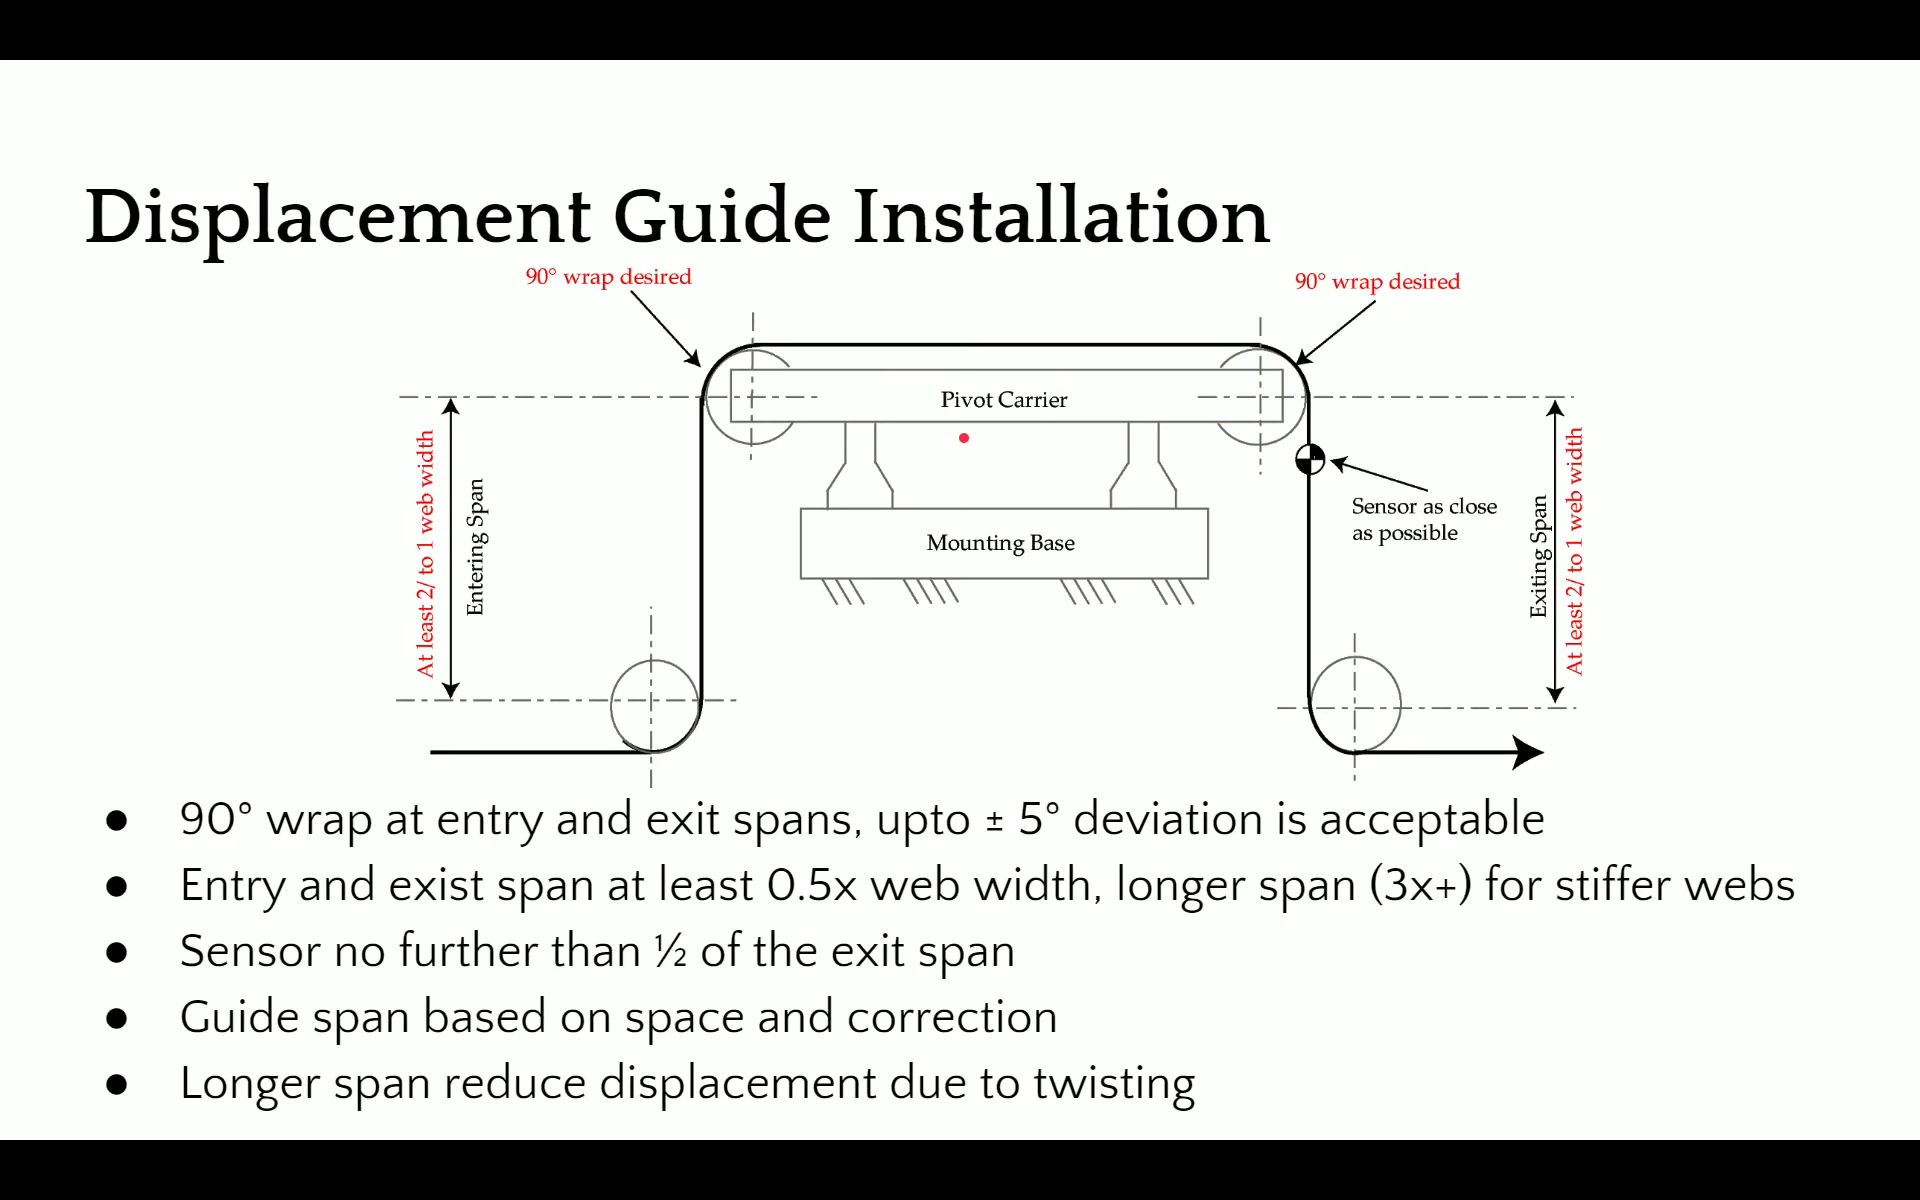 Displacement Guide Installation
90° wrap desired
90° wrap desired
Pivot Carrier
At least 2/ to 1 web width
Entering Span
Sensor as close
as possible
Exiting Span
At least 2/ to 1 web width
Mounting Base
● 90° wrap at entry and exit spans, upto ± 5° deviation is acceptable
● Entry and exist span at least 0.5x web width, longer span (3x+) for stiffer webs
● Sensor no further than ½ of the exit span
● Guide span based on space and correction
● Longer span reduce displacement due to twisting